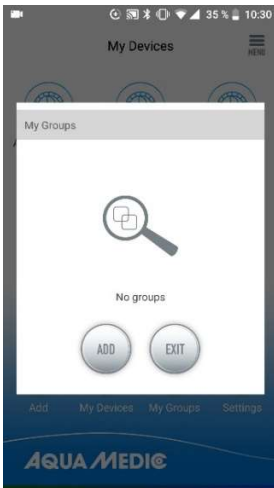 35 % 10:30
My Devices
MENU
My Groups
No groups
ADD EXIT
Add My Devices My Groups Settings
AQUA MEDIC